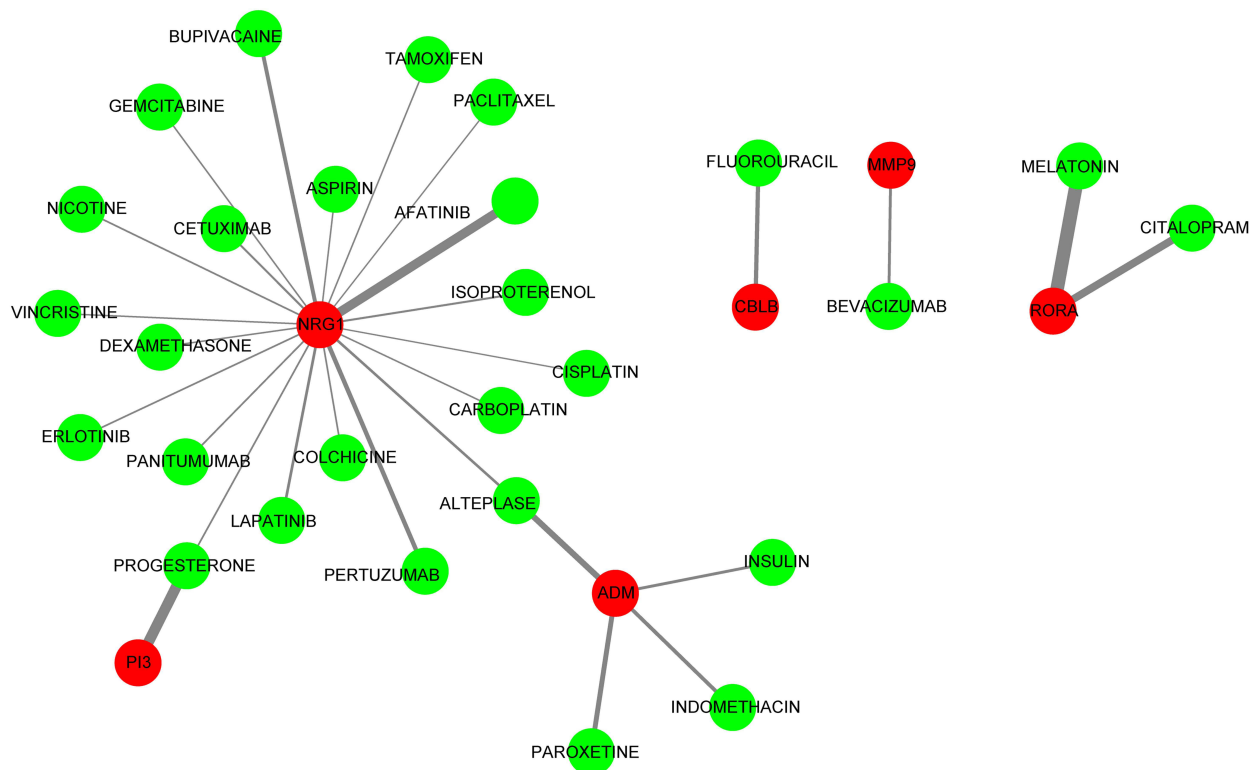 BUPIVACAINE
TAMOXIFEN
GEMCITABINE
PACLITAXEL
FLUOROURACIL
MMP9
MELATONIN
ASPIRIN
NICOTINE
AFATINIB
CETUXIMAB
CITALOPRAM
ISOPROTERENOL
CBLB
BEVACIZUMAB
RORA
VINCRISTINE
NRG1
DEXAMETHASONE
CISPLATIN
CARBOPLATIN
ERLOTINIB
PANITUMUMAB
COLCHICINE
ALTEPLASE
LAPATINIB
PROGESTERONE
PERTUZUMAB
INSULIN
ADM
PI3
INDOMETHACIN
PAROXETINE